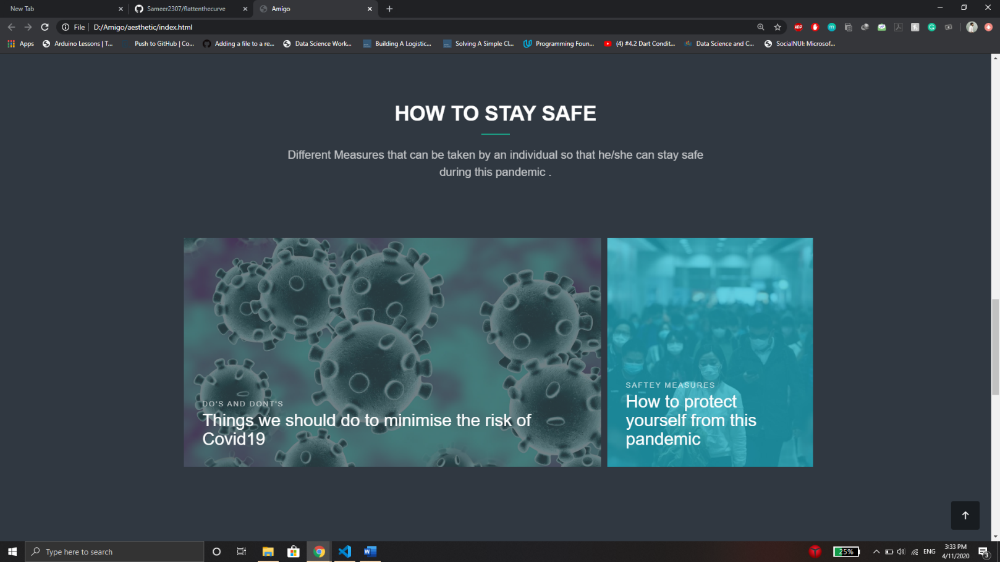 New Tab
Sameer2307/flattenthecurve
Amigo
File
D:/Amigo/aesthetic/index.html
ABP
m
Apps
Arduino Lessons | T...
Push to GitHub | Co...
Adding a file to a re...
Data Science Work...
Building A Logistic...
Solving A Simple Cl...
Programming Foun...
(4) #4.2 Dart Condit...
Data Science and C...
SocialNUI: Microsof...
HOW TO STAY SAFE
Different Measures that can be taken by an individual so that he/she can stay safe
during this pandemic .
DO'S AND DONT'S
Things we should do to minimise the risk of
Covid19
SAFTEY MEASURES
How to protect
yourself from this
pandemic
Type here to search
25%
ENG
3:33 PM
4/11/2020
3